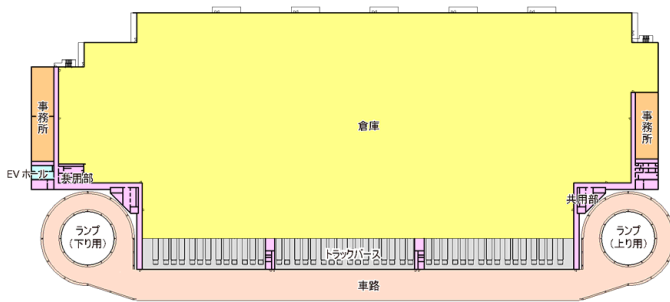 倉庫
事務所
事務所
EVホール
共用部
共用部
ランプ
(下り用)
ランプ
(上り用)
トラックバース
車路